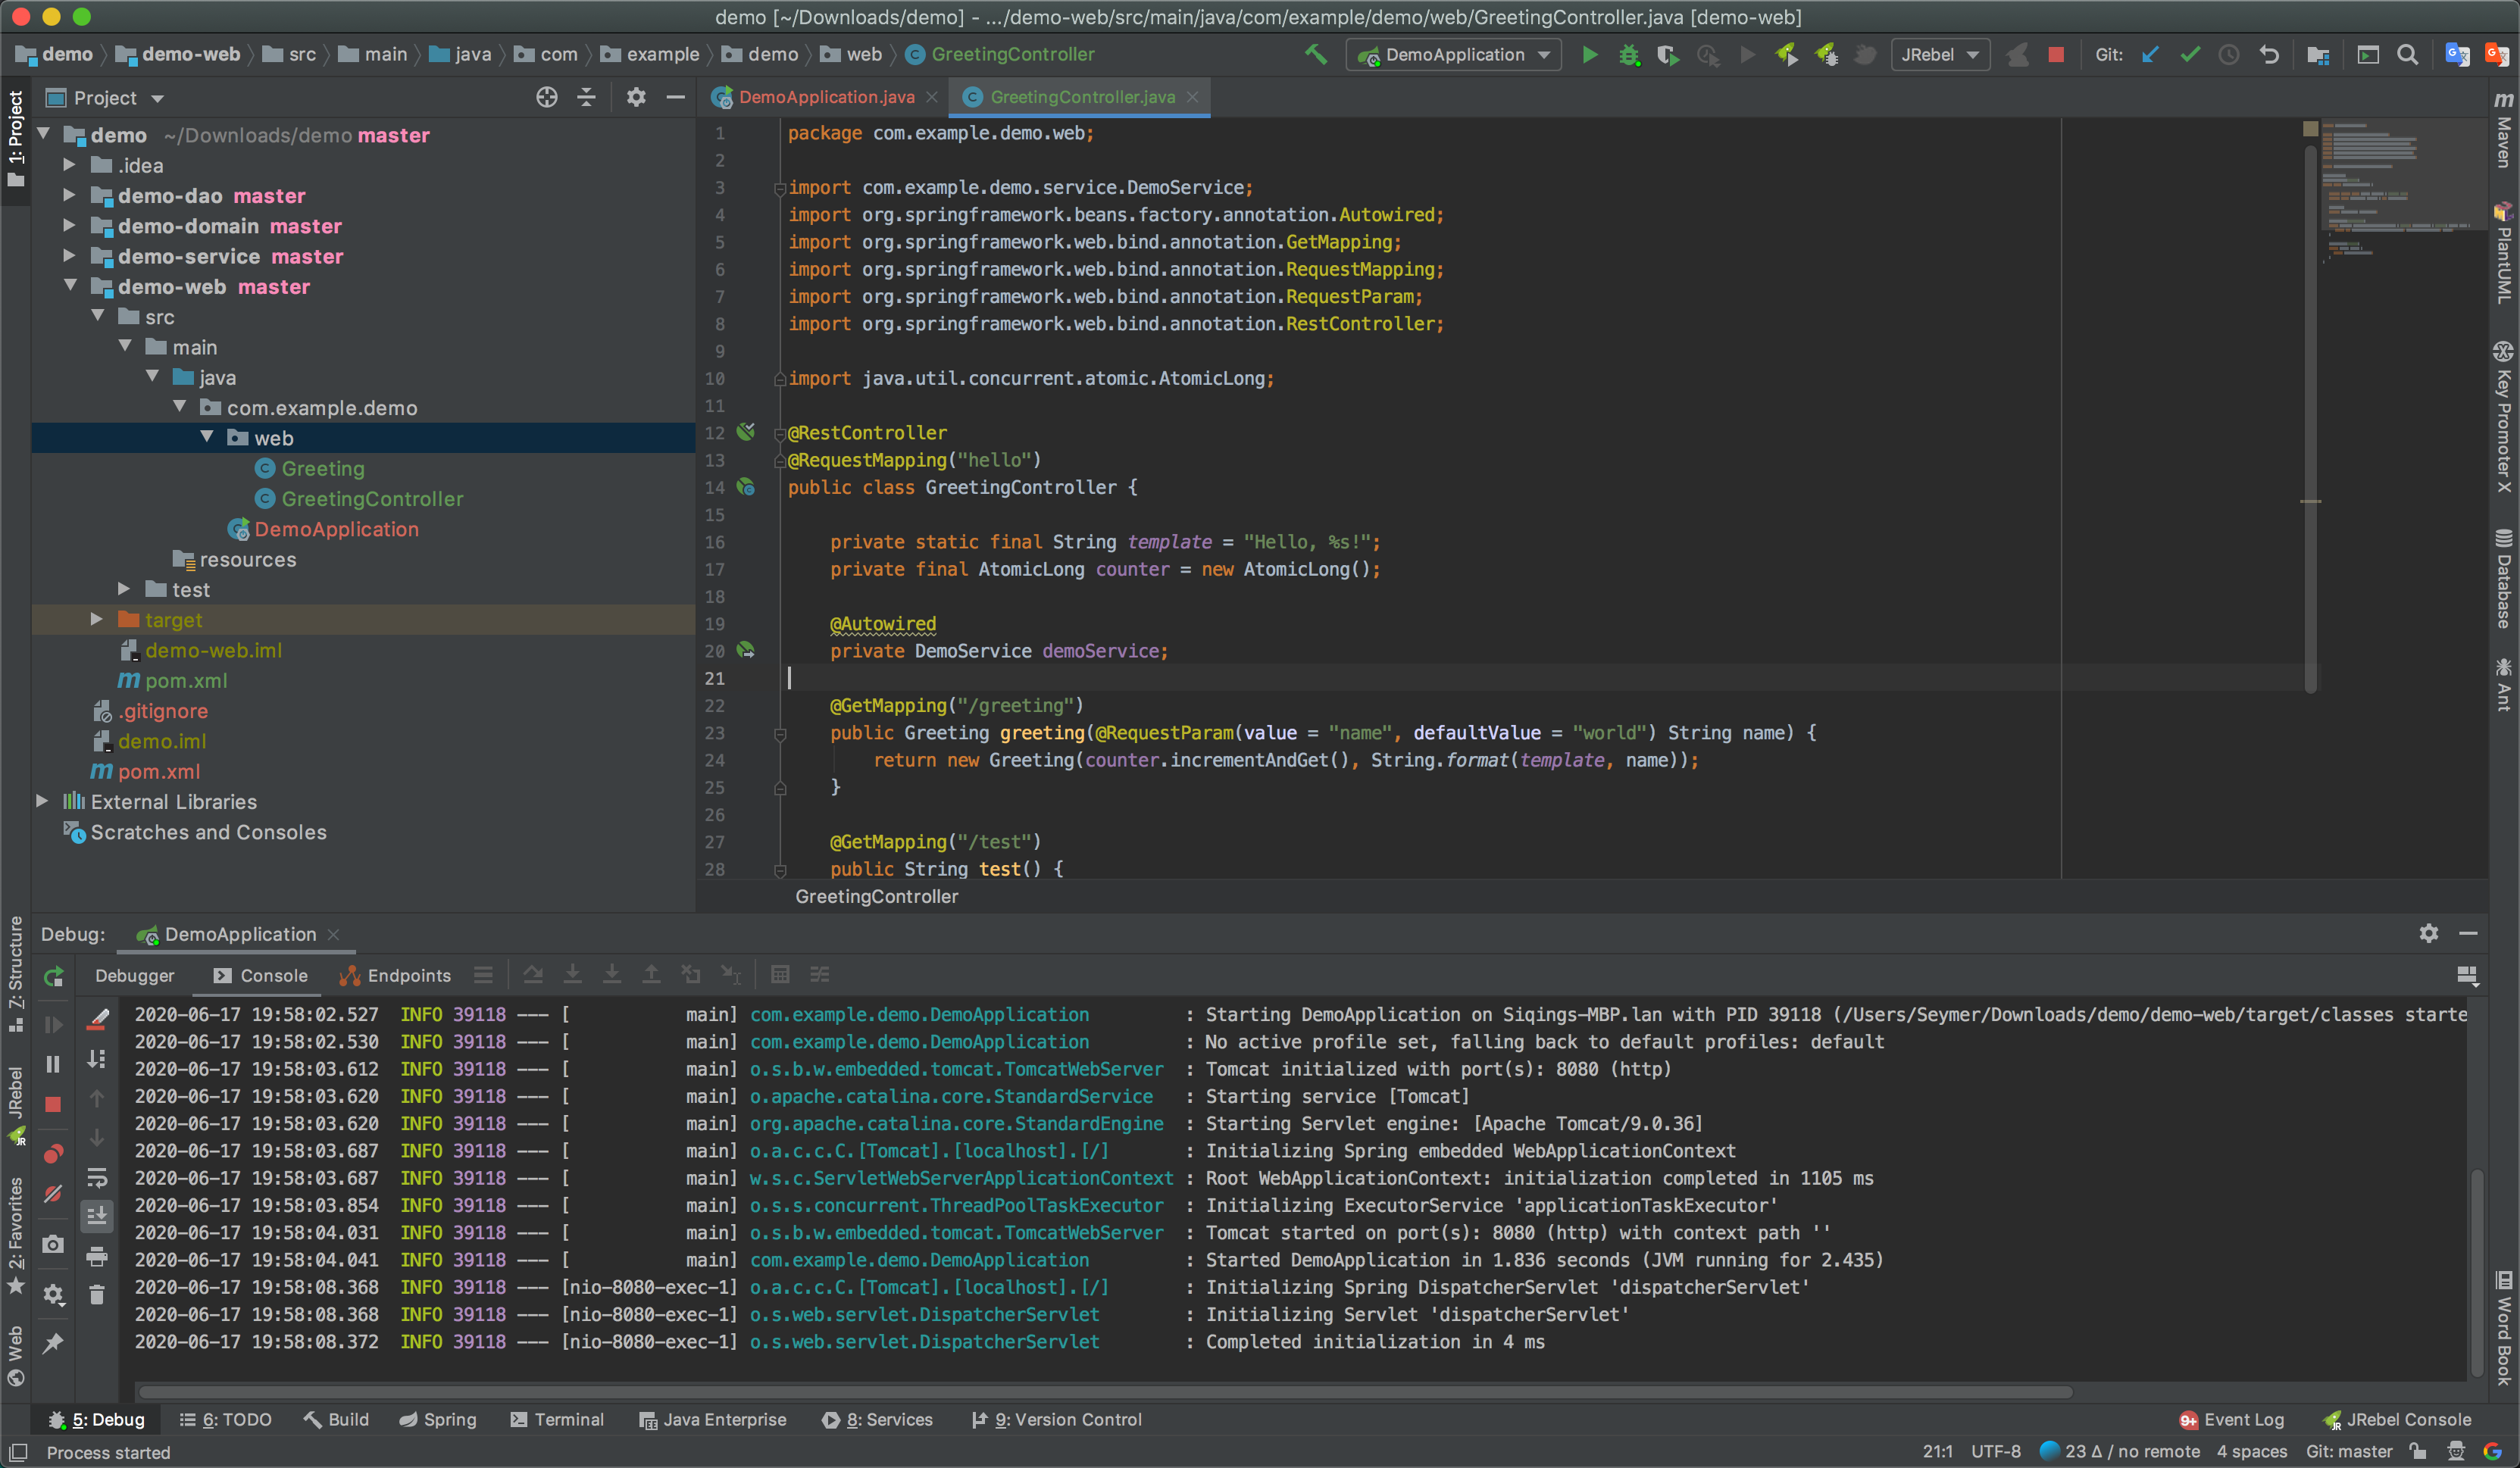 demo [~/Downloads/demo] - .../demo-web/src/main/java/com/example/demo/web/GreetingController.java [demo-web]
demo demo-web src main java com example demo web GreetingController DemoApplication JRebel Git:
1: Project
Project
DemoApplication.java GreetingController.java
demo ~/Downloads/demo master
.idea
demo-dao master
demo-domain master
demo-service master
demo-web master
src
main
java
com.example.demo
web
Greeting
GreetingController
DemoApplication
resources
test
target
demo-web.iml
pom.xml
.gitignore
demo.iml
pom.xml
External Libraries
Scratches and Consoles
1 package com.example.demo.web;
2
3 import com.example.demo.service.DemoService;
4 import org.springframework.beans.factory.annotation.Autowired;
5 import org.springframework.web.bind.annotation.GetMapping;
6 import org.springframework.web.bind.annotation.RequestMapping;
7 import org.springframework.web.bind.annotation.RequestParam;
8 import org.springframework.web.bind.annotation.RestController;
9
10 import java.util.concurrent.atomic.AtomicLong;
11
12 @RestController
13 @RequestMapping("hello")
14 public class GreetingController {
15
16 private static final String template = "Hello, %s!";
17 private final AtomicLong counter = new AtomicLong();
18
19 @Autowired
20 private DemoService demoService;
21
22 @GetMapping("/greeting")
23 public Greeting greeting(@RequestParam(value = "name", defaultValue = "world") String name) {
24 return new Greeting(counter.incrementAndGet(), String.format(template, name));
25 }
26
27 @GetMapping("/test")
28 public String test() {
GreetingController
Maven
PlantUML
Key Promoter X
Database
Ant
Word Book
Z: Structure
JRebel
2: Favorites
Web
Debug: DemoApplication
Debugger Console Endpoints
2020-06-17 19:58:02.527 INFO 39118 --- [ main] com.example.demo.DemoApplication : Starting DemoApplication on Siqings-MBP.lan with PID 39118 (/Users/Seymer/Downloads/demo/demo-web/target/classes starte
2020-06-17 19:58:02.530 INFO 39118 --- [ main] com.example.demo.DemoApplication : No active profile set, falling back to default profiles: default
2020-06-17 19:58:03.612 INFO 39118 --- [ main] o.s.b.w.embedded.tomcat.TomcatWebServer : Tomcat initialized with port(s): 8080 (http)
2020-06-17 19:58:03.620 INFO 39118 --- [ main] o.apache.catalina.core.StandardService : Starting service [Tomcat]
2020-06-17 19:58:03.620 INFO 39118 --- [ main] org.apache.catalina.core.StandardEngine : Starting Servlet engine: [Apache Tomcat/9.0.36]
2020-06-17 19:58:03.687 INFO 39118 --- [ main] o.a.c.c.C.[Tomcat].[localhost].[/] : Initializing Spring embedded WebApplicationContext
2020-06-17 19:58:03.687 INFO 39118 --- [ main] w.s.c.ServletWebServerApplicationContext : Root WebApplicationContext: initialization completed in 1105 ms
2020-06-17 19:58:03.854 INFO 39118 --- [ main] o.s.s.concurrent.ThreadPoolTaskExecutor : Initializing ExecutorService 'applicationTaskExecutor'
2020-06-17 19:58:04.031 INFO 39118 --- [ main] o.s.b.w.embedded.tomcat.TomcatWebServer : Tomcat started on port(s): 8080 (http) with context path ''
2020-06-17 19:58:04.041 INFO 39118 --- [ main] com.example.demo.DemoApplication : Started DemoApplication in 1.836 seconds (JVM running for 2.435)
2020-06-17 19:58:08.368 INFO 39118 --- [nio-8080-exec-1] o.a.c.c.C.[Tomcat].[localhost].[/] : Initializing Spring DispatcherServlet 'dispatcherServlet'
2020-06-17 19:58:08.368 INFO 39118 --- [nio-8080-exec-1] o.s.web.servlet.DispatcherServlet : Initializing Servlet 'dispatcherServlet'
2020-06-17 19:58:08.372 INFO 39118 --- [nio-8080-exec-1] o.s.web.servlet.DispatcherServlet : Completed initialization in 4 ms
5: Debug 6: TODO Build Spring Terminal Java Enterprise 8: Services 9: Version Control 9+ Event Log JRebel Console
Process started 21:1 UTF-8 23 Δ / no remote 4 spaces Git: master